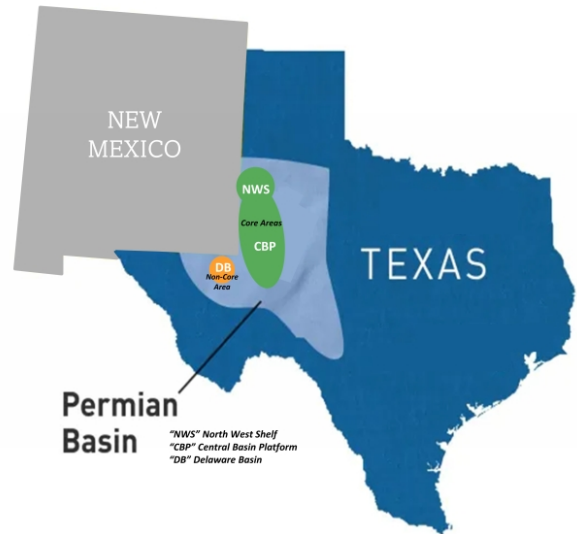 NEW
MEXICO
NWS
Core Areas
CBP
DB
Non-Core
Area
TEXAS
Permian
Basin
"NWS" North West Shelf
"CBP" Central Basin Platform
"DB" Delaware Basin